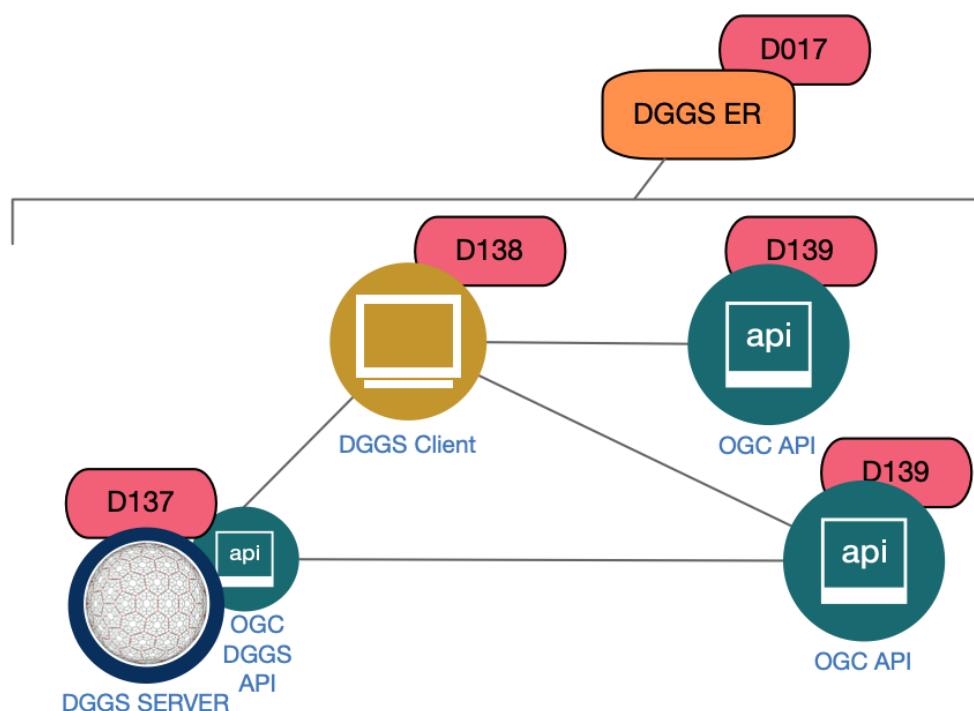 D017
DGGS ER
D138
D139
api
DGGS Client
OGC API
D139
D137
api
api
OGC
DGGS
API
OGC API
DGGS SERVER